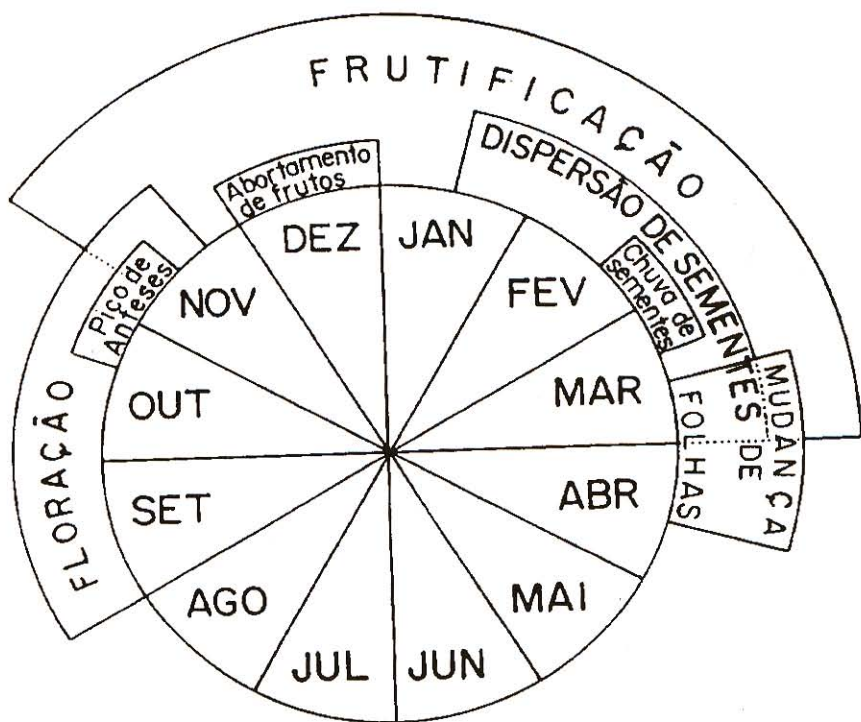 FRUTIFICAÇÃO
DISPERSÃO DE SEMENTES
Abortamento
de frutos
Chuva de
sementes
Pico de
Anteses
FLORAÇÃO
MUDANÇA
DE
FOLHAS
JAN
FEV
MAR
ABR
MAI
JUN
JUL
AGO
SET
OUT
NOV
DEZ